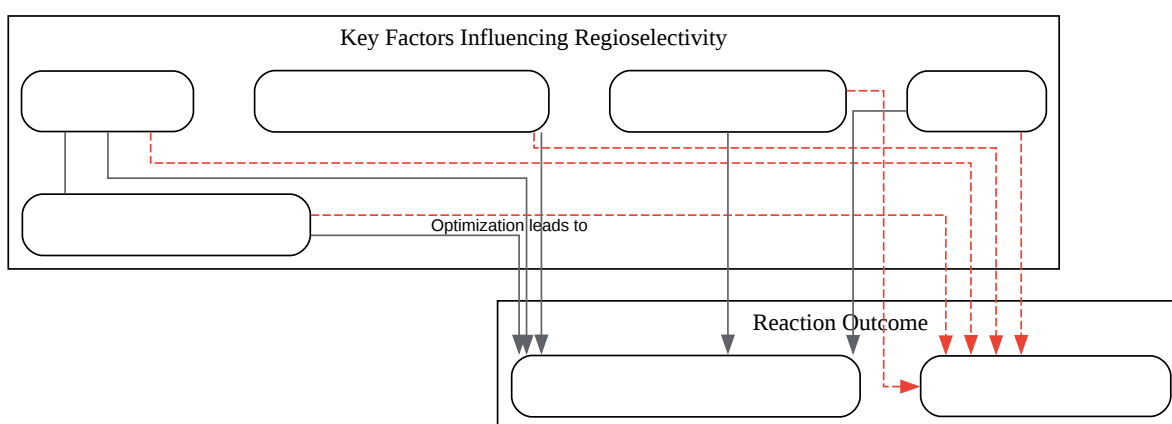 Key Factors Influencing Regioselectivity
Optimization leads to
Reaction Outcome